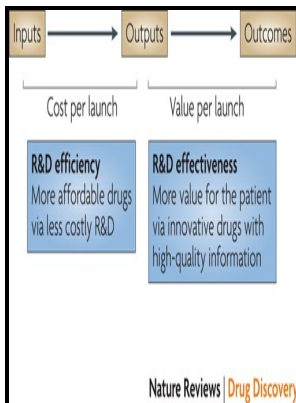 Inputs Outputs Outcomes
Cost per launch Value per launch
R&D efficiency
More affordable drugs
via less costly R&D
R&D effectiveness
More value for the patient
via innovative drugs with
high-quality information
Nature Reviews | Drug Discovery